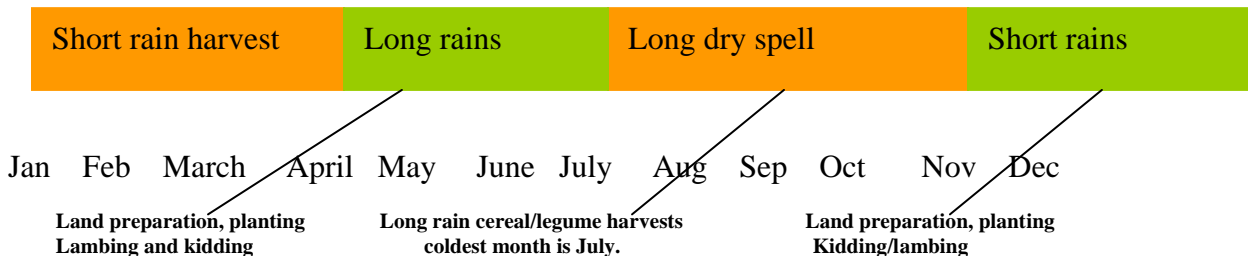 Short rain harvest Long rains Long dry spell Short rains
Jan Feb March April May June July Aug Sep Oct Nov Dec
Land preparation, planting Long rain cereal/legume harvests Land preparation, planting
Lambing and kidding coldest month is July. Kidding/lambing